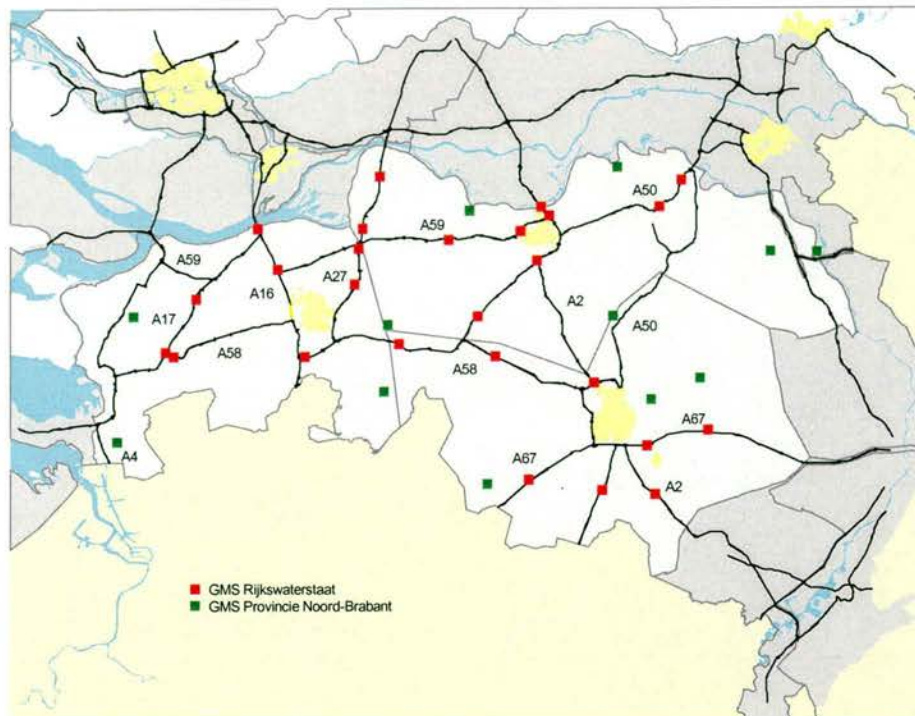 A50
A59
A59
A27
A16
A2
A17
A50
A58
A58
A67
A4
A67
A2
GMS Rijkswaterstaat
GMS Provincie Noord-Brabant